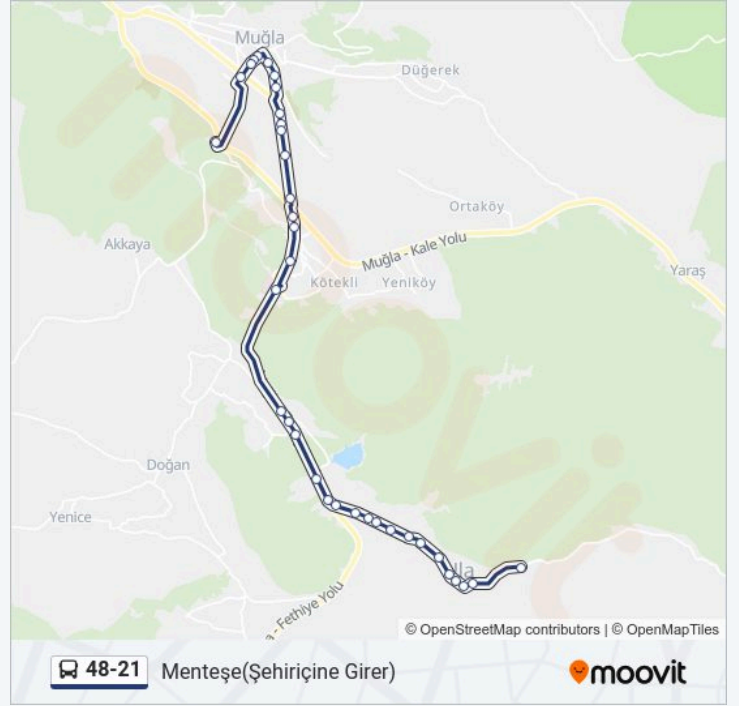 Muğla
Düğerek
Ortaköy
Akkaya
Muğla - Kale Yolu
Yaraş
Kötekli
Yeniköy
Doğan
Yenice
a - Fethiye Yolu
© OpenStreetMap contributors | © OpenMapTiles
48-21
Menteşe(Şehiriçine Girer)
moovit